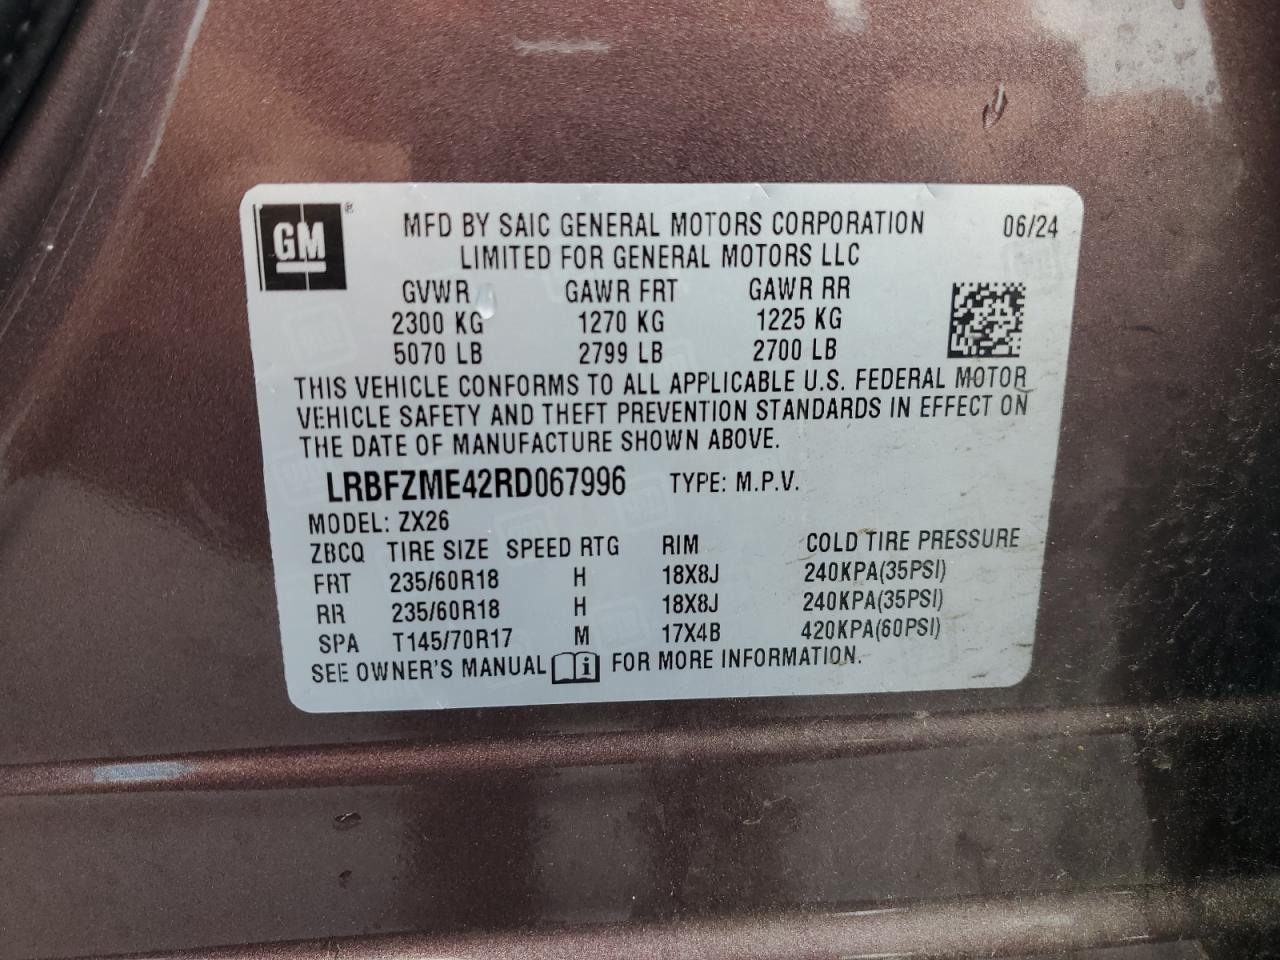 GM ®
MFD BY SAIC GENERAL MOTORS CORPORATION 06/24
LIMITED FOR GENERAL MOTORS LLC
GVWR GAWR FRT GAWR RR
2300 KG 1270 KG 1225 KG
5070 LB 2799 LB 2700 LB
THIS VEHICLE CONFORMS TO ALL APPLICABLE U.S. FEDERAL MOTOR
VEHICLE SAFETY AND THEFT PREVENTION STANDARDS IN EFFECT ON
THE DATE OF MANUFACTURE SHOWN ABOVE.
LRBFZME42RD067996 TYPE: M.P.V.
MODEL: ZX26
ZBCQ TIRE SIZE SPEED RTG RIM COLD TIRE PRESSURE
FRT 235/60R18 H 18X8J 240KPA(35PSI)
RR 235/60R18 H 18X8J 240KPA(35PSI)
SPA T145/70R17 M 17X4B 420KPA(60PSI)
SEE OWNER'S MANUAL i FOR MORE INFORMATION.